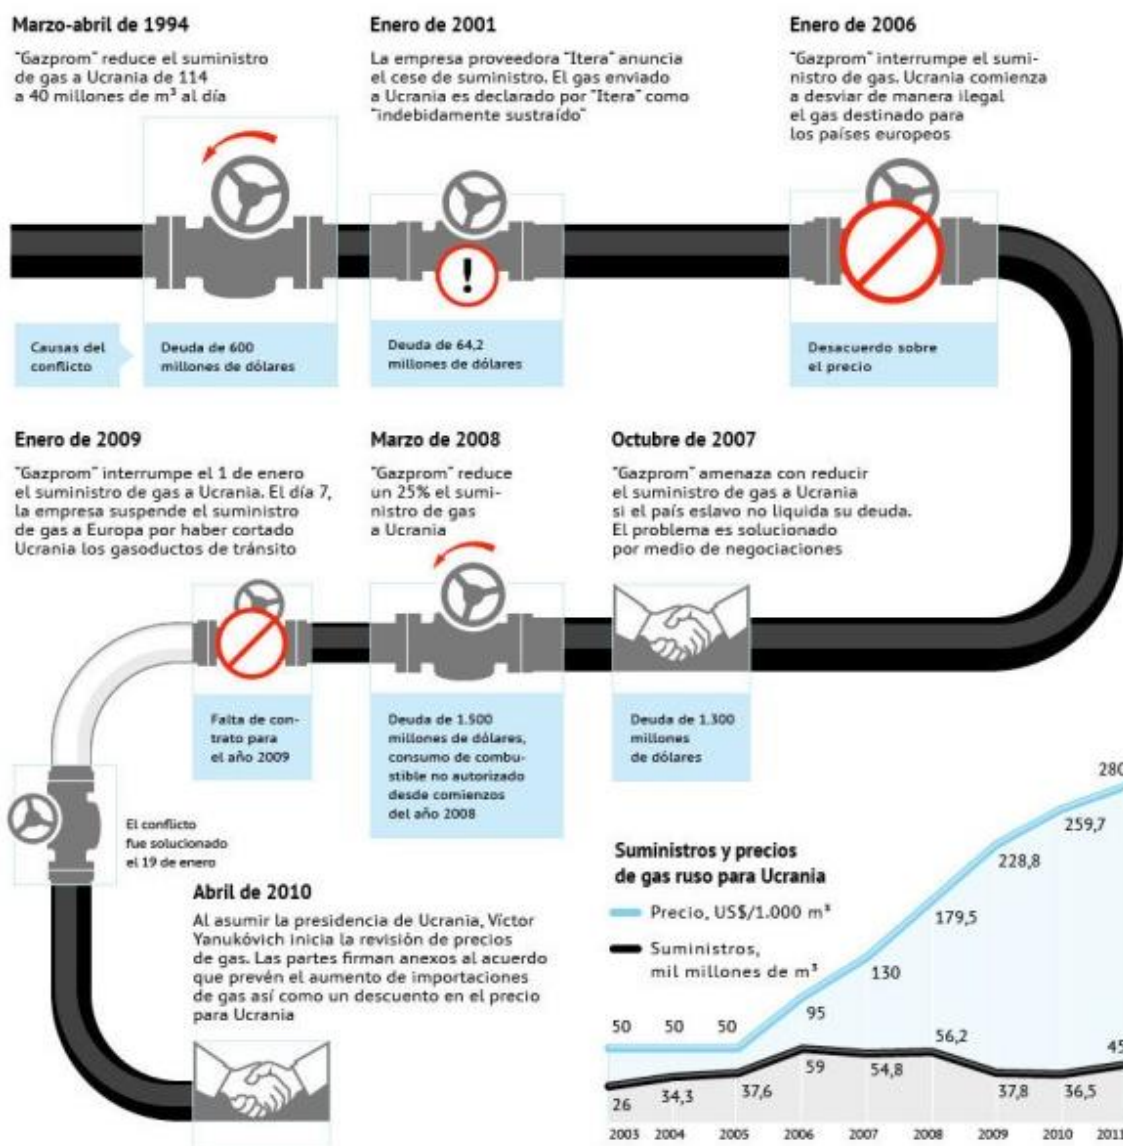 Marzo-abril de 1994
"Gazprom" reduce el suministro
de gas a Ucrania de 114
a 40 millones de m³ al día
Enero de 2001
La empresa proveedora "Itera" anuncia
el cese de suministro. El gas enviado
a Ucrania es declarado por "Itera" como
"indebidamente sustraído"
Enero de 2006
"Gazprom" interrumpe el sumi-
nistro de gas. Ucrania comienza
a desviar de manera ilegal
el gas destinado para
los países europeos
!
Causas del
conflicto
Deuda de 600
millones de dólares
Deuda de 64,2
millones de dólares
Desacuerdo sobre
el precio
Enero de 2009
"Gazprom" interrumpe el 1 de enero
el suministro de gas a Ucrania. El día 7,
la empresa suspende el suministro
de gas a Europa por haber cortado
Ucrania los gasoductos de tránsito
Marzo de 2008
"Gazprom" reduce
un 25% el sumi-
nistro de gas
a Ucrania
Octubre de 2007
"Gazprom" amenaza con reducir
el suministro de gas a Ucrania
si el país eslavo no liquida su deuda.
El problema es solucionado
por medio de negociaciones
Falta de con-
trato para
el año 2009
Deuda de 1.500
millones de dólares,
consumo de combu-
stible no autorizado
desde comienzos
del año 2008
Deuda de 1.300
millones
de dólares
El conflicto
fue solucionado
el 19 de enero
Abril de 2010
Al asumir la presidencia de Ucrania, Víctor
Yanukóvich inicia la revisión de precios
de gas. Las partes firman anexos al acuerdo
que prevén el aumento de importaciones
de gas así como un descuento en el precio
para Ucrania
Suministros y precios
de gas ruso para Ucrania
Precio, US$/1.000 m³
Suministros,
mil millones de m³
50 50 50 95 130 179,5 228,8 259,7 280
26 34,3 37,6 59 54,8 56,2 37,8 36,5 45
2003 2004 2005 2006 2007 2008 2009 2010 2011